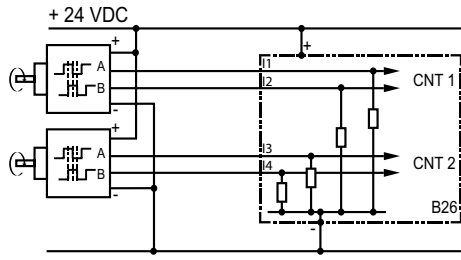 + 24 VDC
+
+
A
I1
CNT 1
B
I2
-
+
A
I3
CNT 2
B
I4
-
B26
-